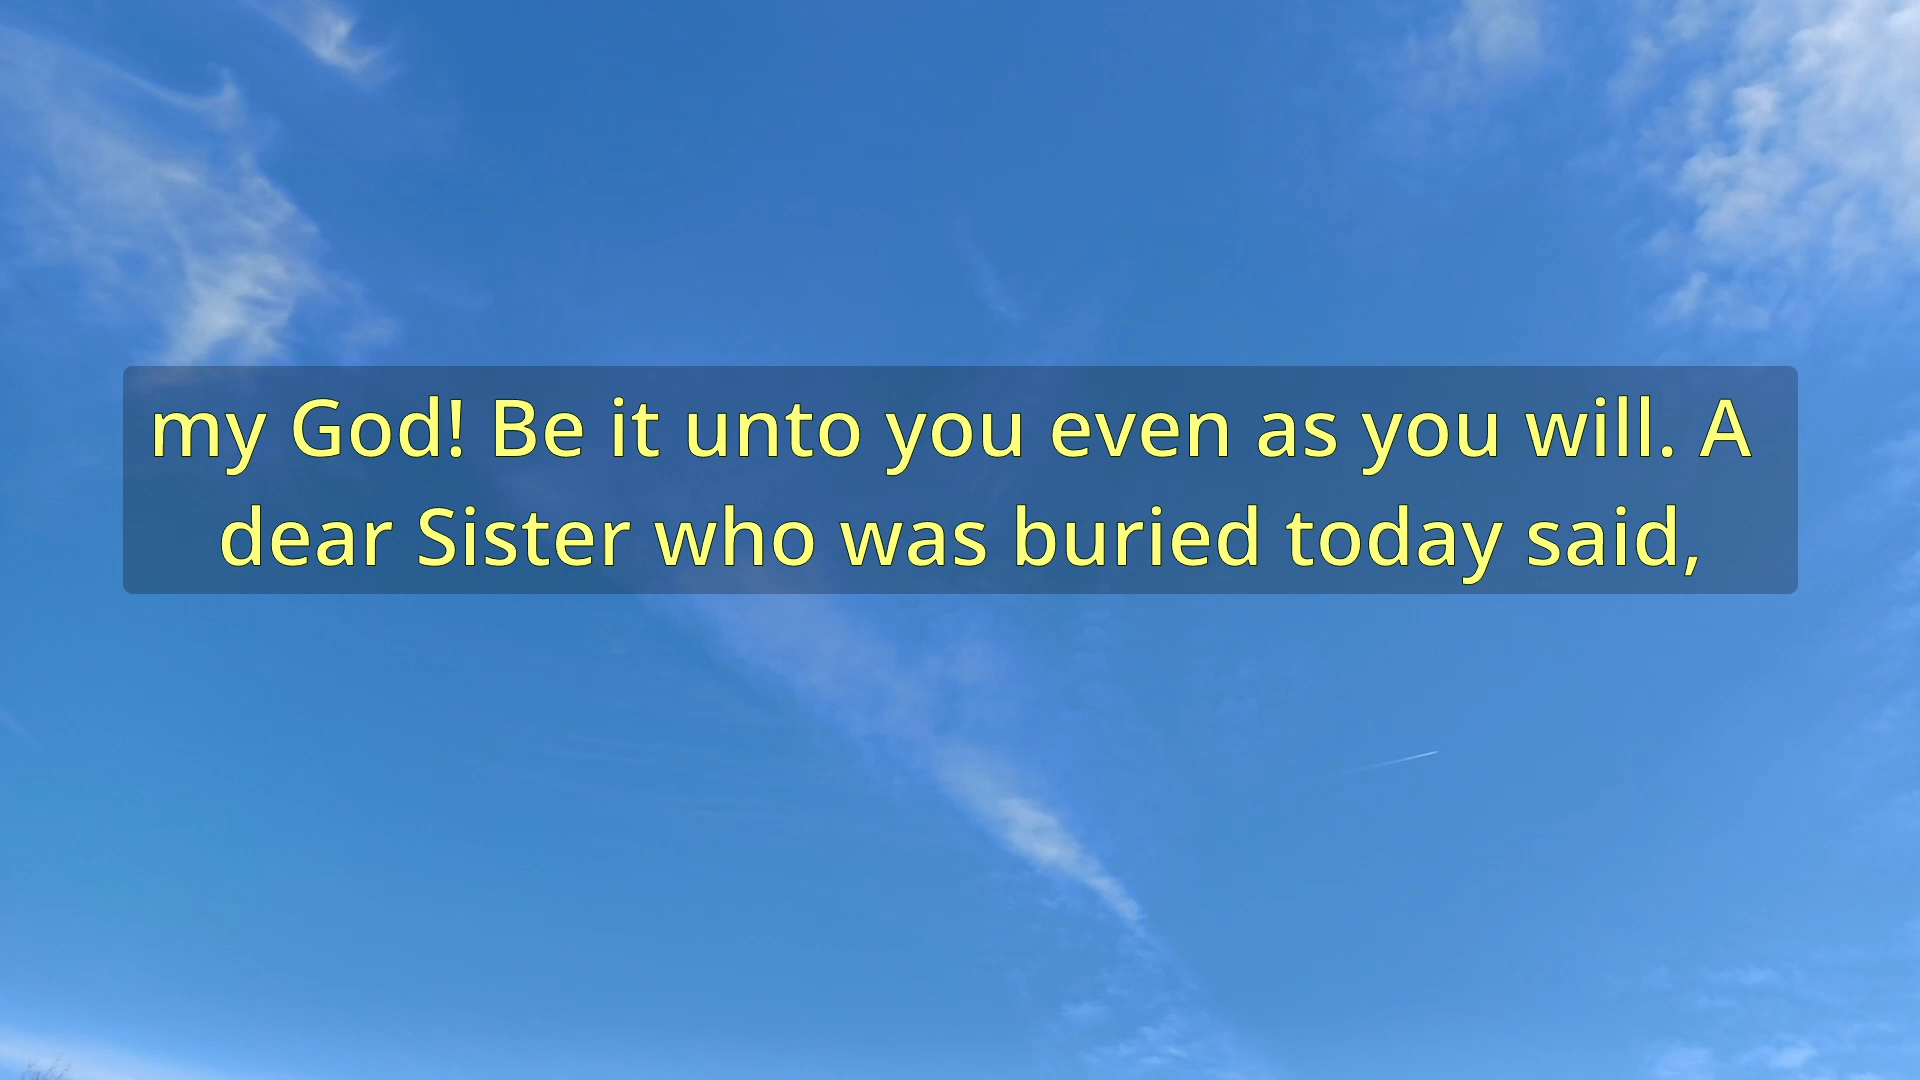 my God! Be it unto you even as you will. A
dear Sister who was buried today said,